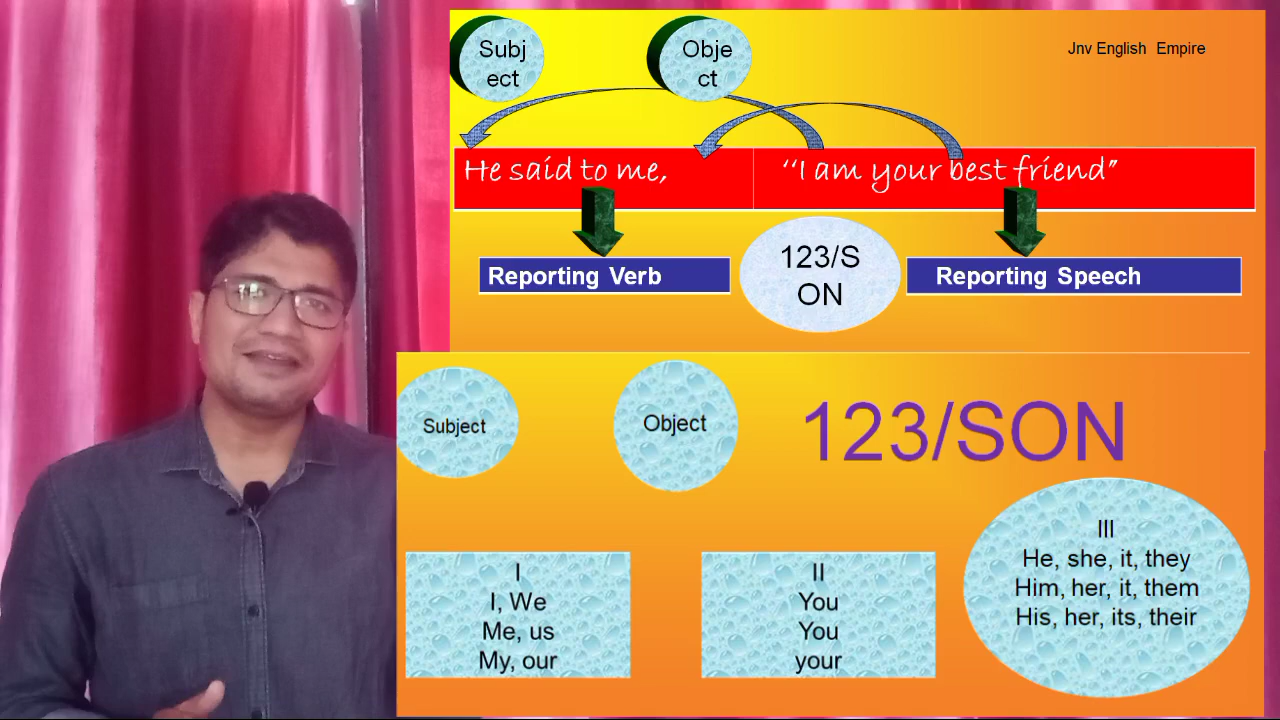 Subj
ect
Obje
ct
Jnv English Empire
He said to me,
‘‘I am your best friend”
Reporting Verb
123/S
ON
Reporting Speech
Subject
Object
123/SON
I
I, We
Me, us
My, our
II
You
You
your
III
He, she, it, they
Him, her, it, them
His, her, its, their